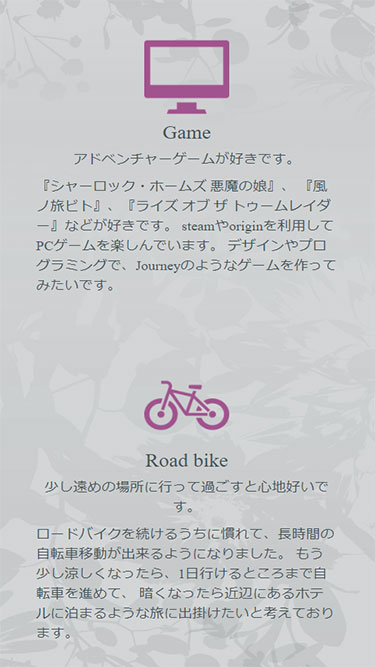 Game
アドベンチャーゲームが好きです。
『シャーロック・ホームズ 悪魔の娘』、 『風
ノ旅ビト』、『ライズ オブ ザ トゥームレイダ
ー』などが好きです。 steamやoriginを利用して
PCゲームを楽しんでいます。 デザインやプロ
グラミングで、Journeyのようなゲームを作って
みたいです。
Road bike
少し遠めの場所に行って過ごすと心地好いで
す。
ロードバイクを続けるうちに慣れて、長時間の
自転車移動が出来るようになりました。 もう
少し涼しくなったら、1日行けるところまで自
転車を進めて、 暗くなったら近辺にあるホテ
ルに泊まるような旅に出掛けたいと考えており
ます。